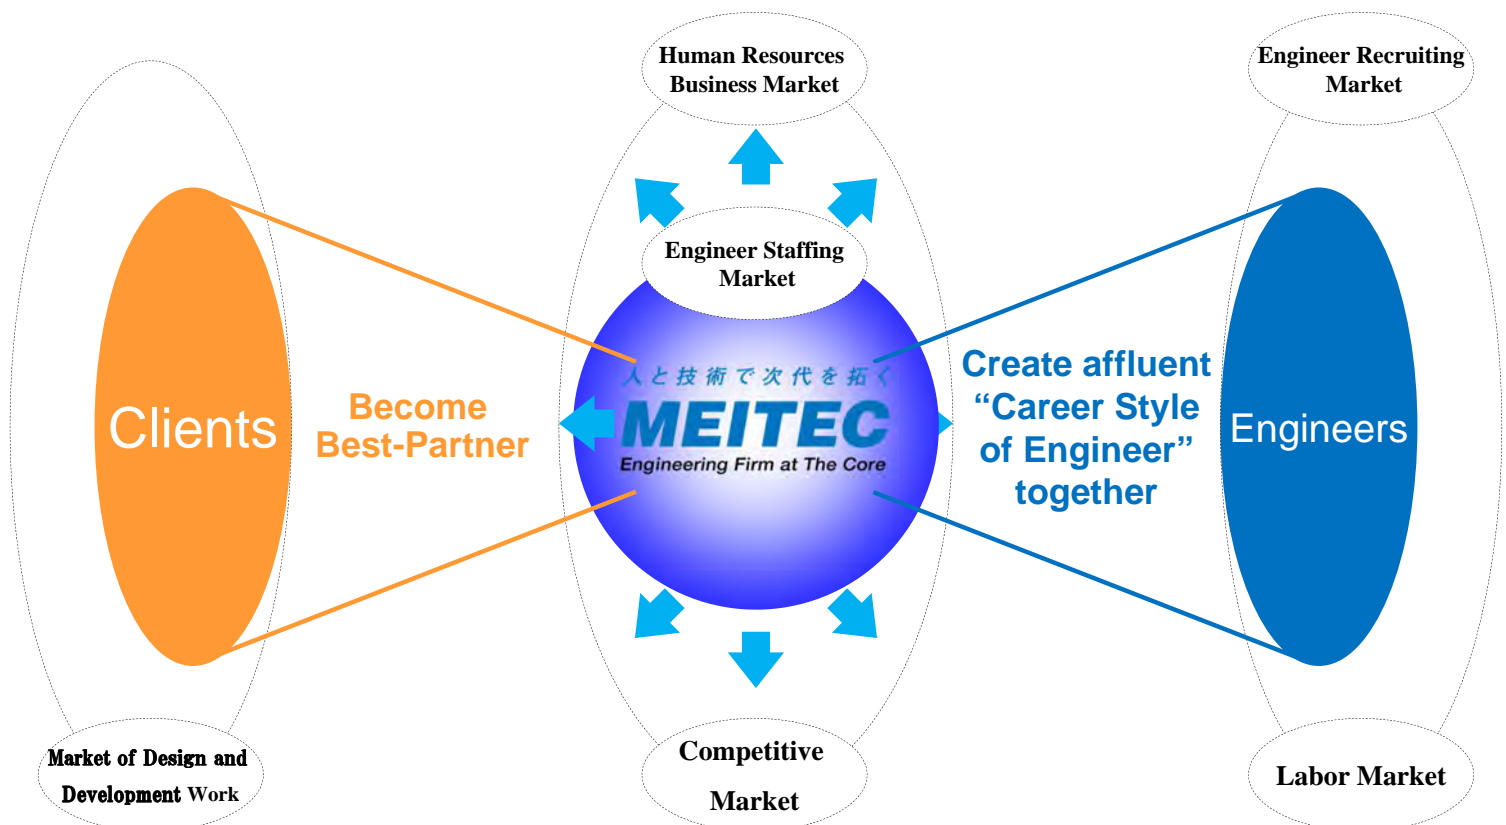 Human Resources
Business Market
Engineer Recruiting
Market
Engineer Staffing
Market
Clients
Become
Best-Partner
人と技術で次代を拓く
MEITEC
Engineering Firm at The Core
Create affluent
“Career Style
of Engineer”
together
Engineers
Market of Design and
Development Work
Competitive
Market
Labor Market